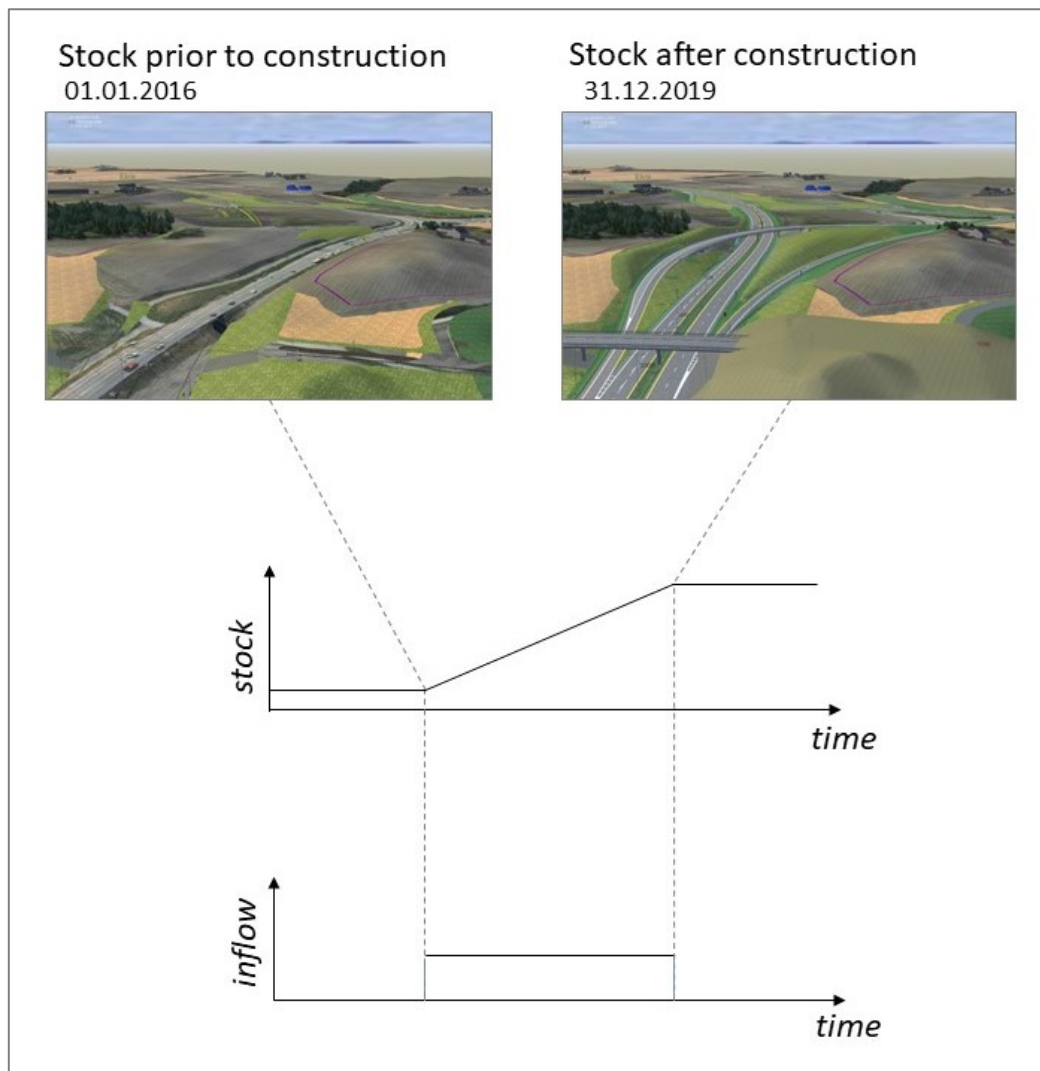 Stock prior to construction
01.01.2016
Stock after construction
31.12.2019
stock
time
inflow
time